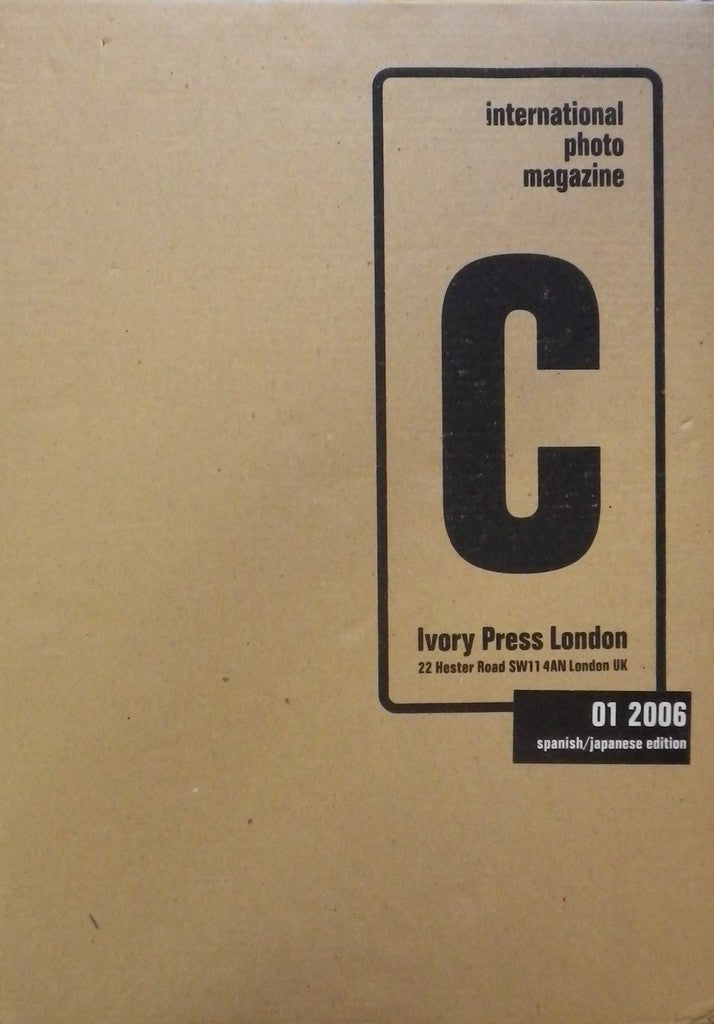 international
photo
magazine
C
Ivory Press London
22 Hester Road SW11 4AN London UK
01 2006
spanish/japanese edition